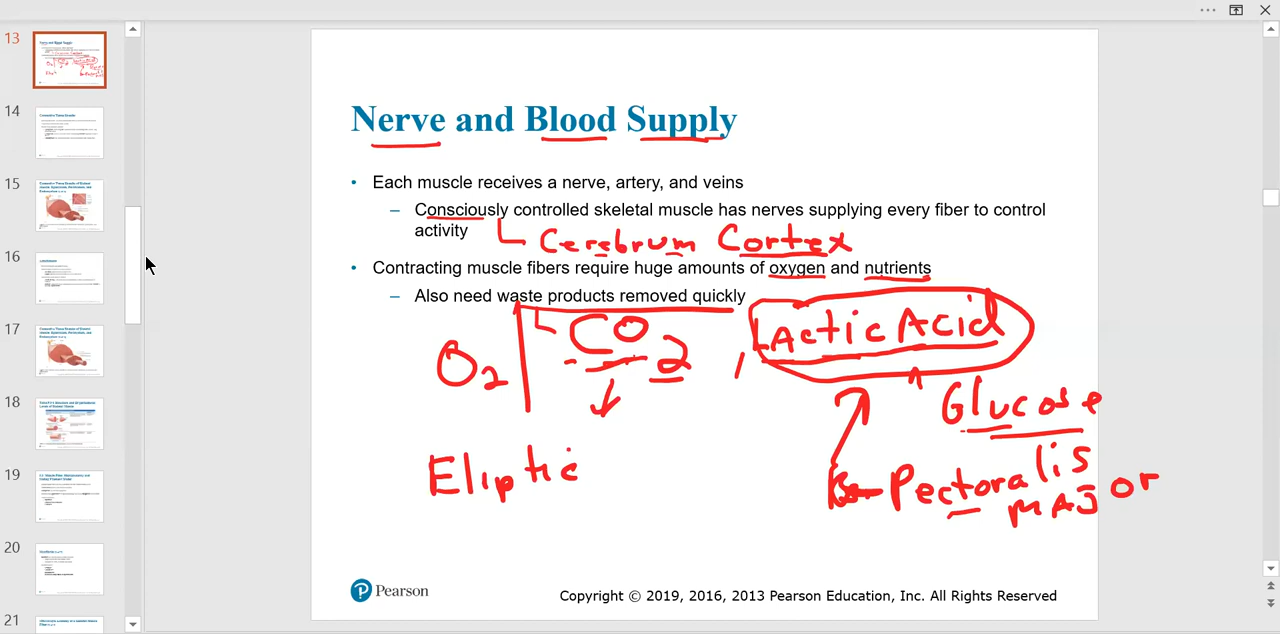 13
14
15
16
17
18
19
20
21
Nerve and Blood Supply
• Each muscle receives a nerve, artery, and veins
– Consciously controlled skeletal muscle has nerves supplying every fiber to control
activity
Cerebrum Cortex
• Contracting muscle fibers require huge amounts of oxygen and nutrients
– Also need waste products removed quickly
O2 CO2 , Lactic Acid
Glucose
Eliptic
Pectoralis
MAJor
Pearson
Copyright © 2019, 2016, 2013 Pearson Education, Inc. All Rights Reserved